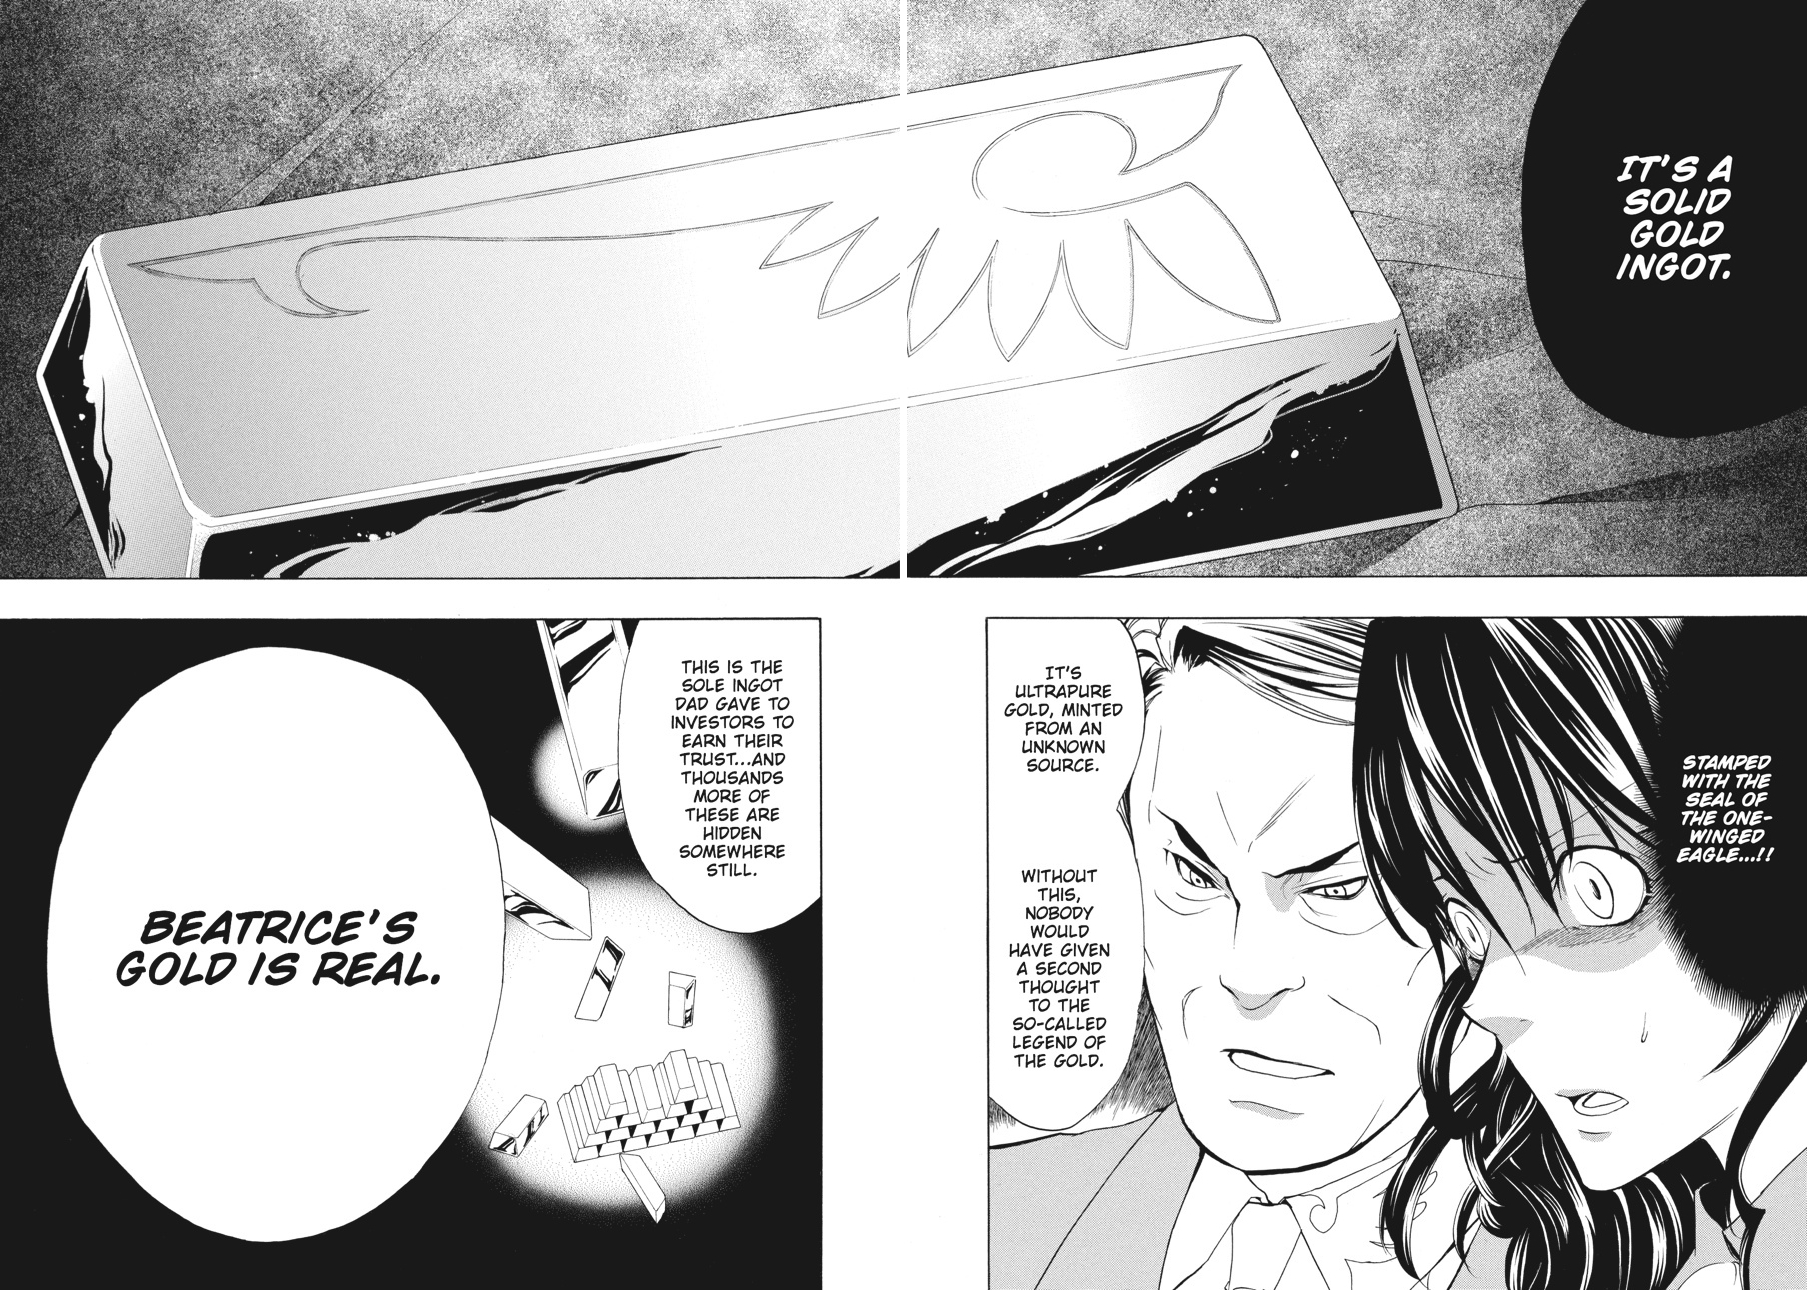 IT'S A
SOLID
GOLD
INGOT.
STAMPED
WITH THE
SEAL OF
THE ONE-
WINGED
EAGLE...!!
IT'S
ULTRAPURE
GOLD, MINTED
FROM AN
UNKNOWN
SOURCE.
WITHOUT
THIS,
NOBODY
WOULD
HAVE GIVEN
A SECOND
THOUGHT
TO THE
SO-CALLED
LEGEND OF
THE GOLD.
THIS IS THE
SOLE INGOT
DAD GAVE TO
INVESTORS TO
EARN THEIR
TRUST...AND
THOUSANDS
MORE OF
THESE ARE
HIDDEN
SOMEWHERE
STILL.
BEATRICE'S
GOLD IS REAL.